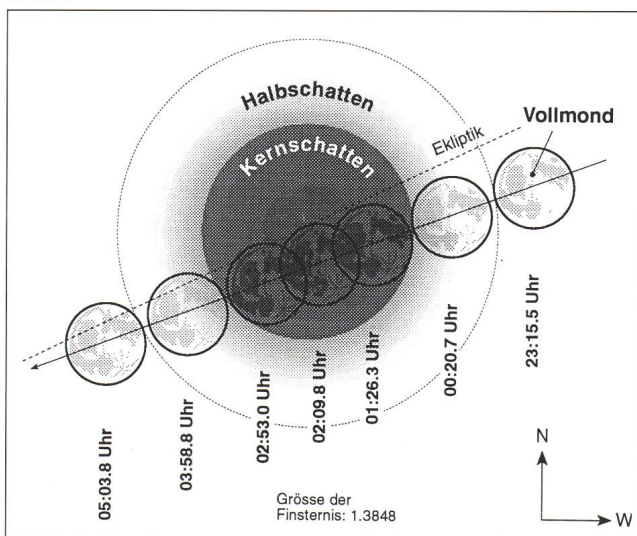 Halbschatten
Kernschatten
Ekliptik
Vollmond
05:03.8 Uhr
03:58.8 Uhr
02:53.0 Uhr
02:09.8 Uhr
01:26.3 Uhr
00:20.7 Uhr
23:15.5 Uhr
Grösse der
Finsternis: 1.3848
N
W